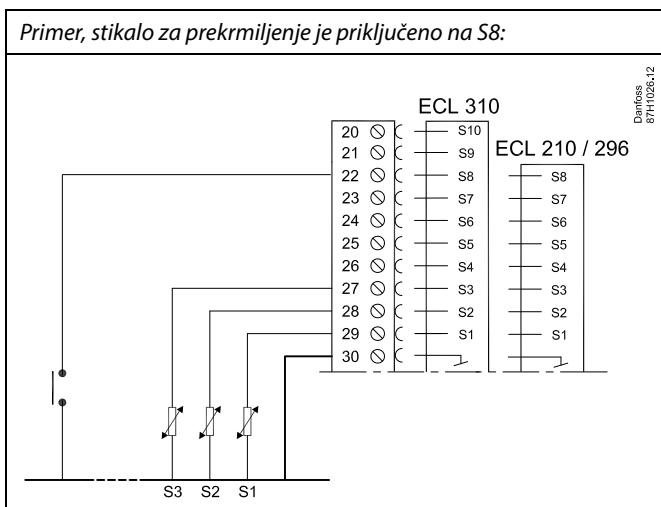 Primer, stikalo za prekrmiljenje je priključeno na S8:
Danfoss
87H1026.12
ECL 310
ECL 210 / 296
20 S10
21 S9
22 S8 S8
23 S7 S7
24 S6 S6
25 S5 S5
26 S4 S4
27 S3 S3
28 S2 S2
29 S1 S1
30
S3 S2 S1